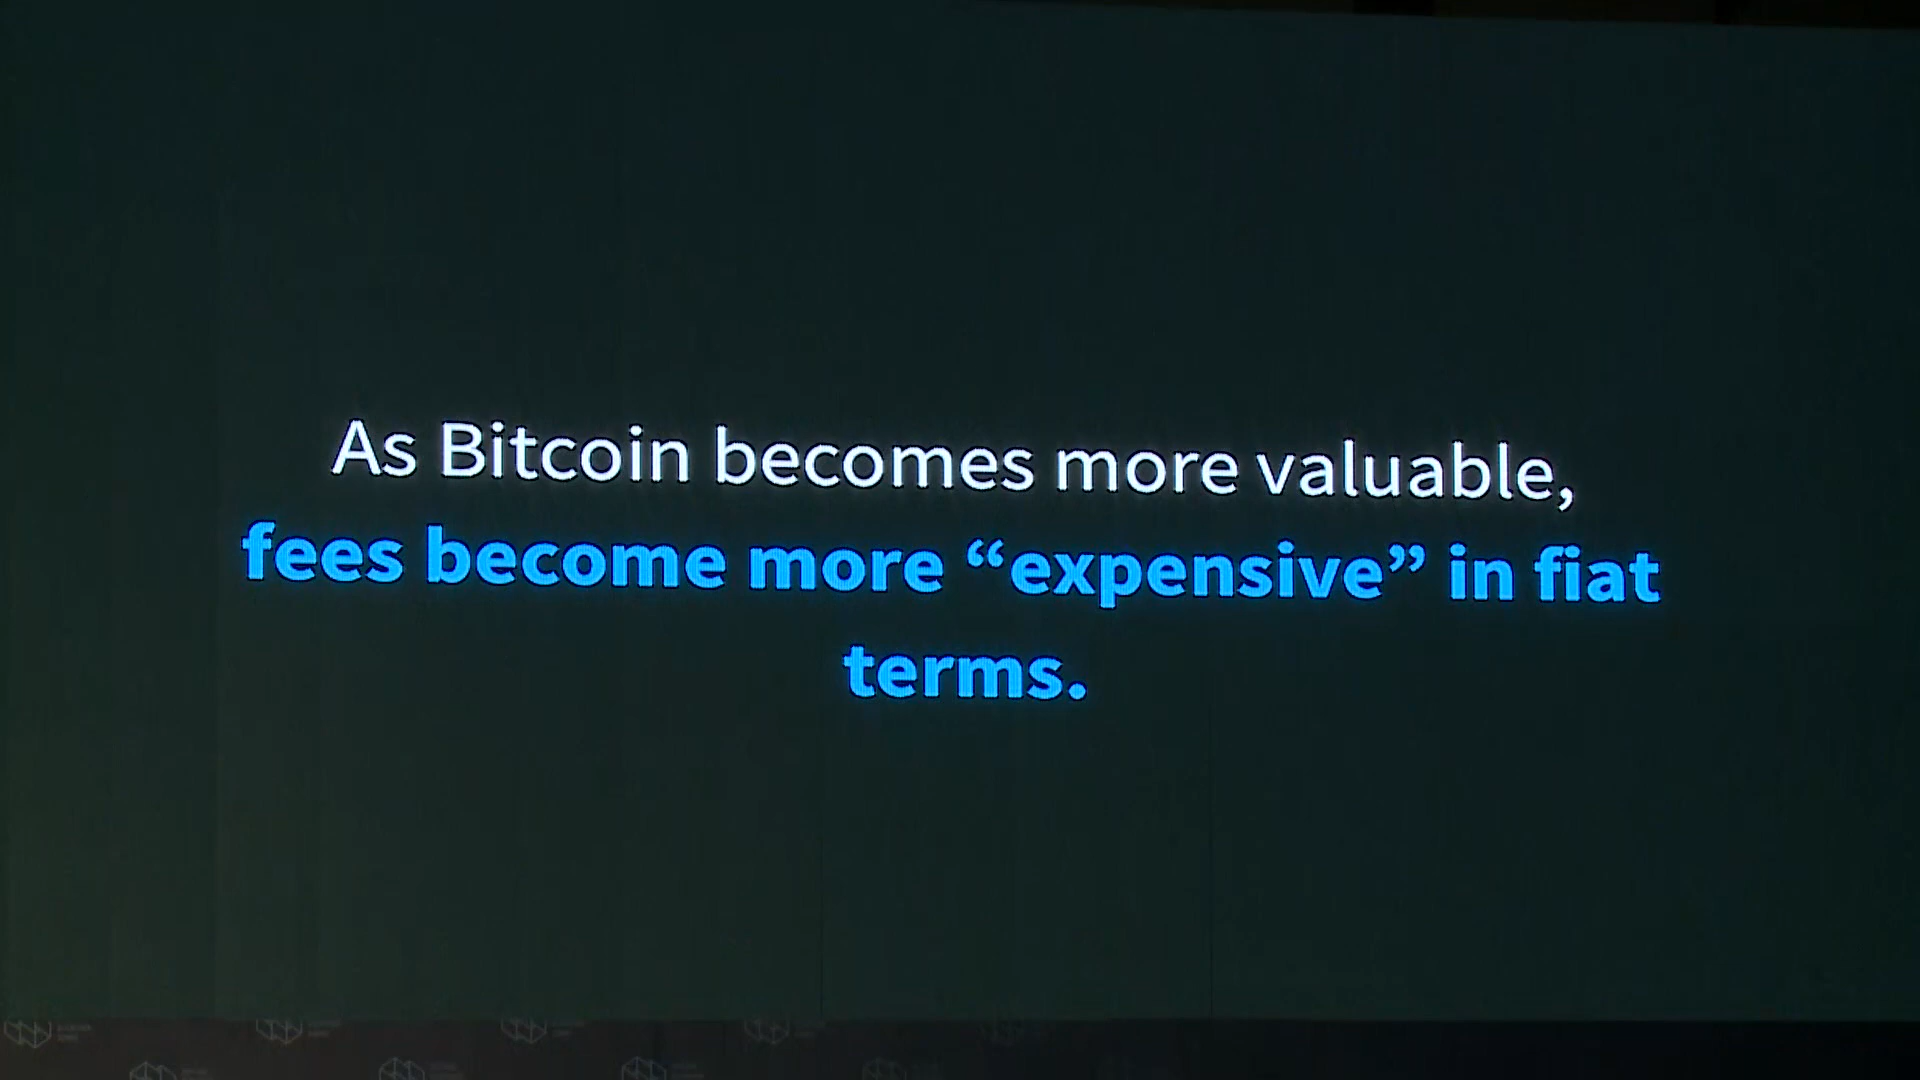 As Bitcoin becomes more valuable,
fees become more “expensive” in fiat
terms.